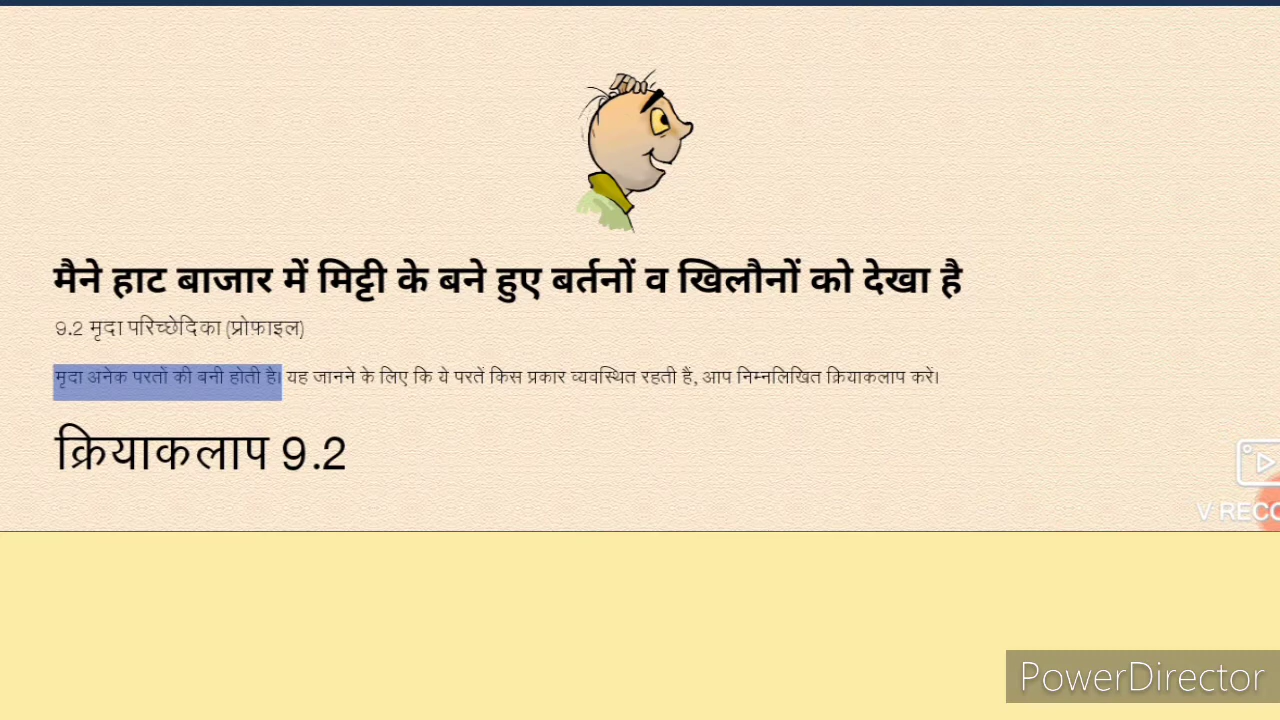 मैने हाट बाजार में मिट्टी के बने हुए बर्तनों व खिलौनों को देखा है
9.2 मृदा परिच्छेदिका (प्रोफाइल)
मृदा अनेक परतों की बनी होती है। यह जानने के लिए कि ये परतें किस प्रकार व्यवस्थित रहती हैं, आप निम्नलिखित क्रियाकलाप करें।
क्रियाकलाप 9.2
V RECO
PowerDirector